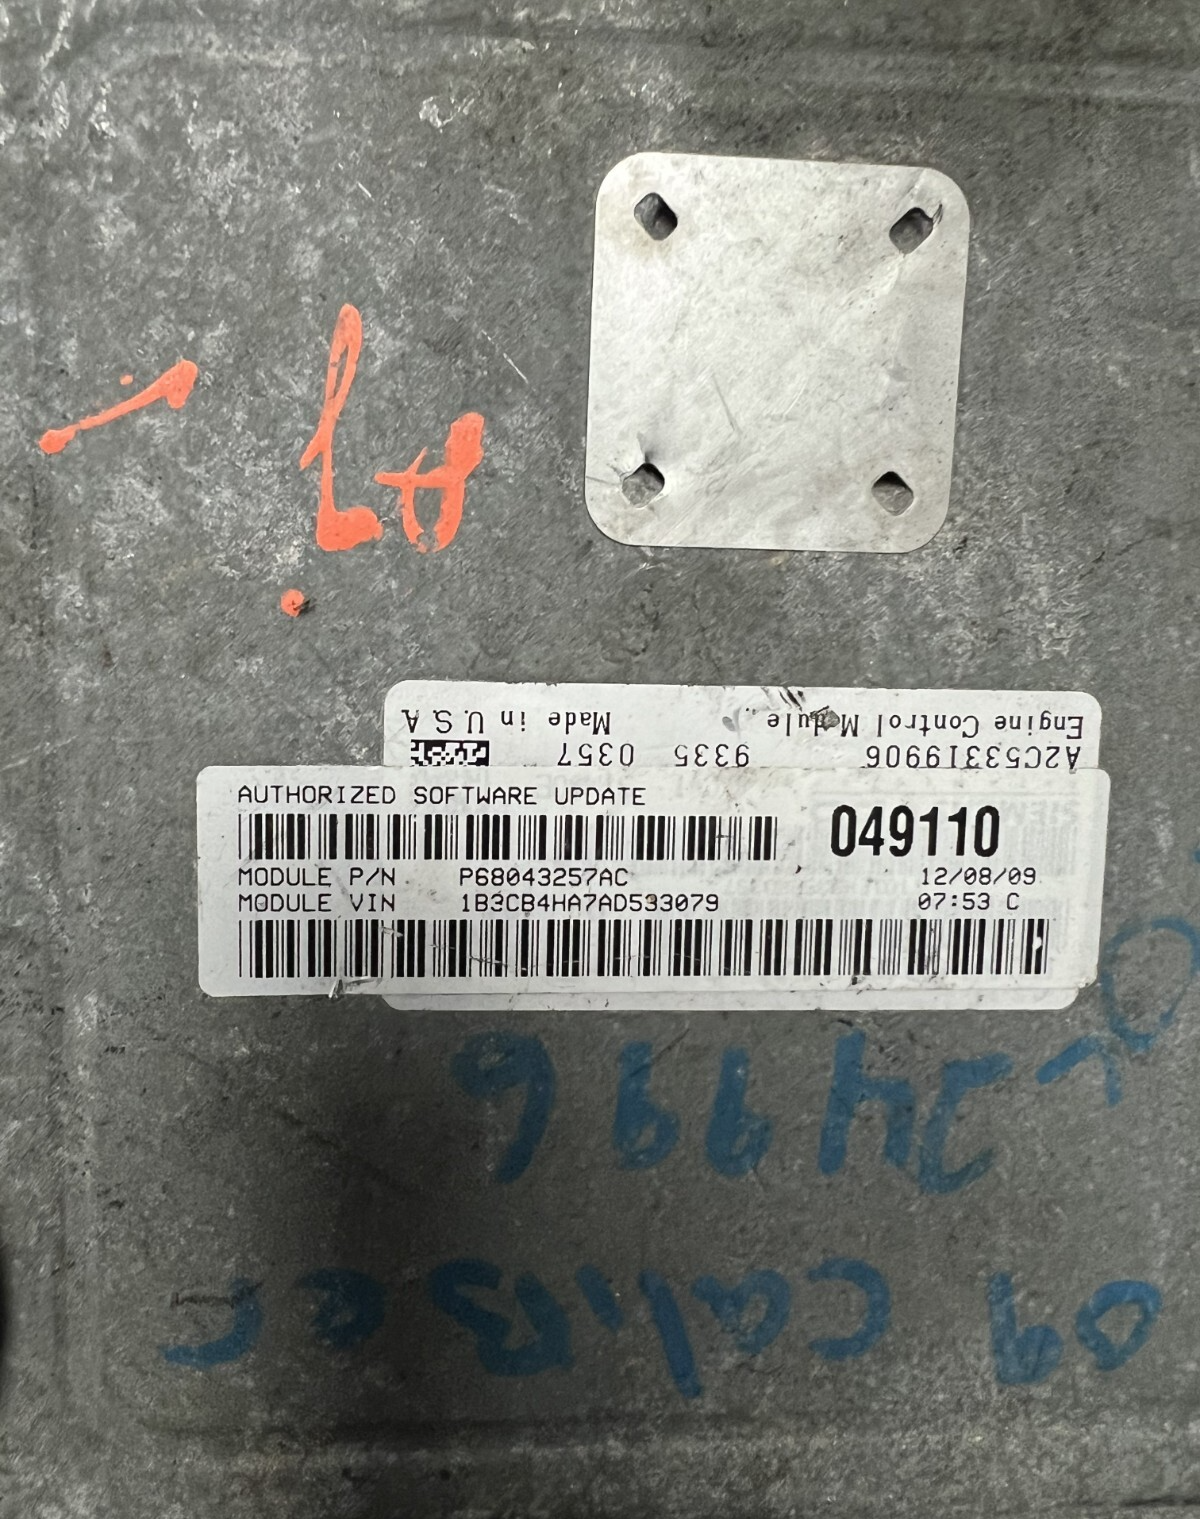 Engine Control Module
Made in U.S.A
A2C53319906 9335 0357
AUTHORIZED SOFTWARE UPDATE
049110
MODULE P/N P68043257AC 12/08/09
MODULE VIN 1B3CB4HA7AD533079 07:53 C
09 caliBer